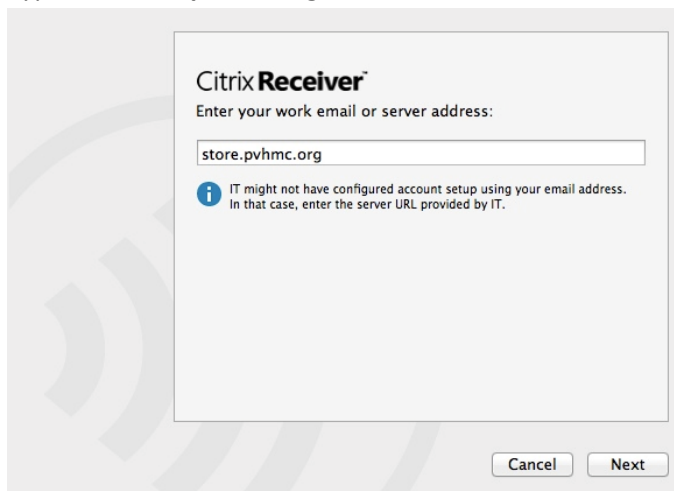 Citrix Receiver™
Enter your work email or server address:
store.pvhmc.org
IT might not have configured account setup using your email address.
In that case, enter the server URL provided by IT.
Cancel
Next